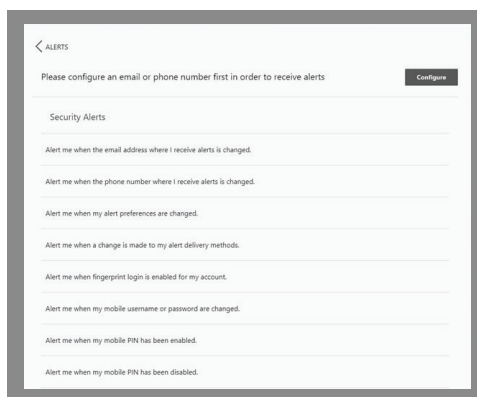 ALERTS
Please configure an email or phone number first in order to receive alerts
Configure
Security Alerts
Alert me when the email address where I receive alerts is changed.
Alert me when the phone number where I receive alerts is changed.
Alert me when my alert preferences are changed.
Alert me when a change is made to my alert delivery methods.
Alert me when fingerprint login is enabled for my account.
Alert me when my mobile username or password are changed.
Alert me when my mobile PIN has been enabled.
Alert me when my mobile PIN has been disabled.